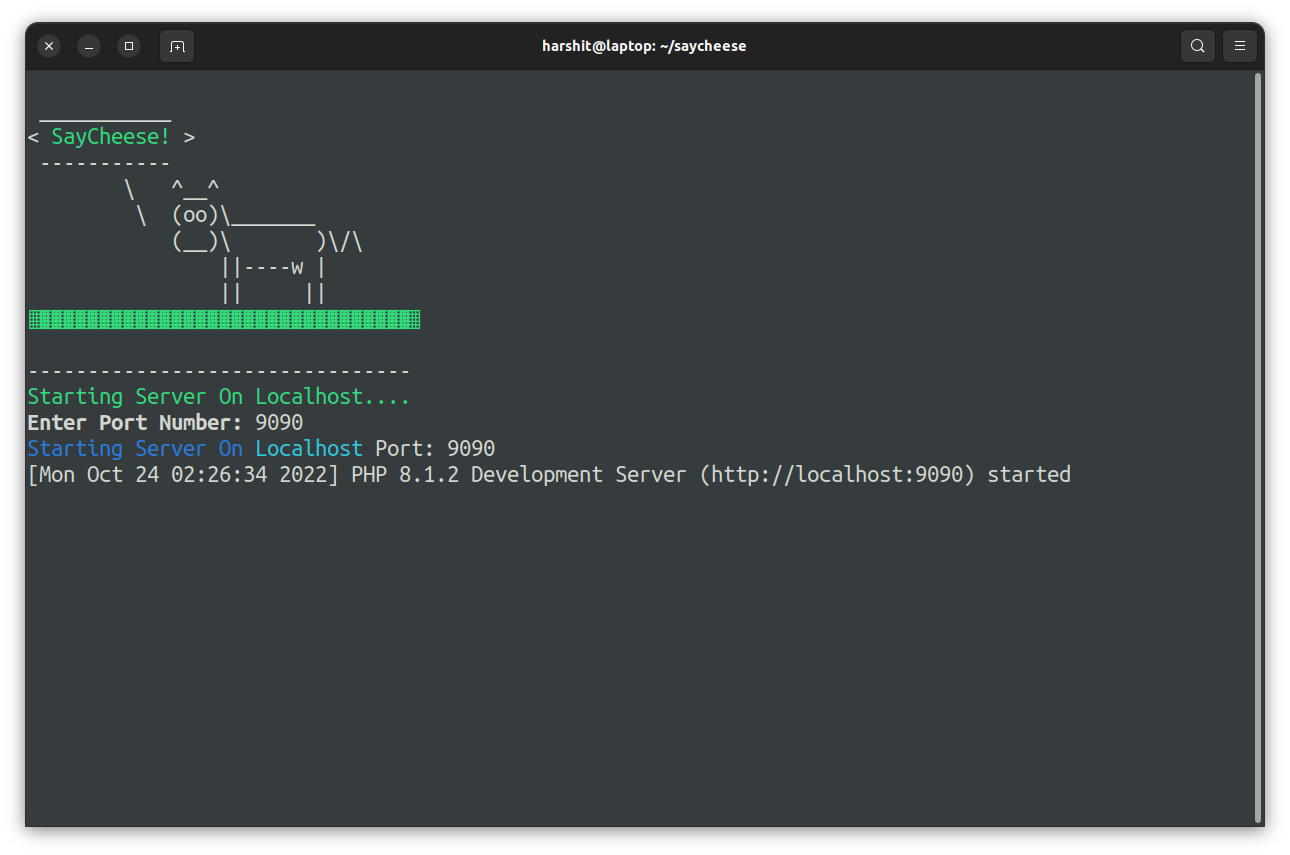 harshit@laptop: ~/saycheese
 ___________
< SayCheese! >
 -----------
        \   ^__^
         \  (oo)\_______
            (__)\       )\/\
                ||----w |
                ||     ||
▓▓▓▓▓▓▓▓▓▓▓▓▓▓▓▓▓▓▓▓▓▓▓▓▓▓▓▓▓▓▓▓▓
--------------------------------
Starting Server On Localhost....
Enter Port Number: 9090
Starting Server On Localhost Port: 9090
[Mon Oct 24 02:26:34 2022] PHP 8.1.2 Development Server (http://localhost:9090) started